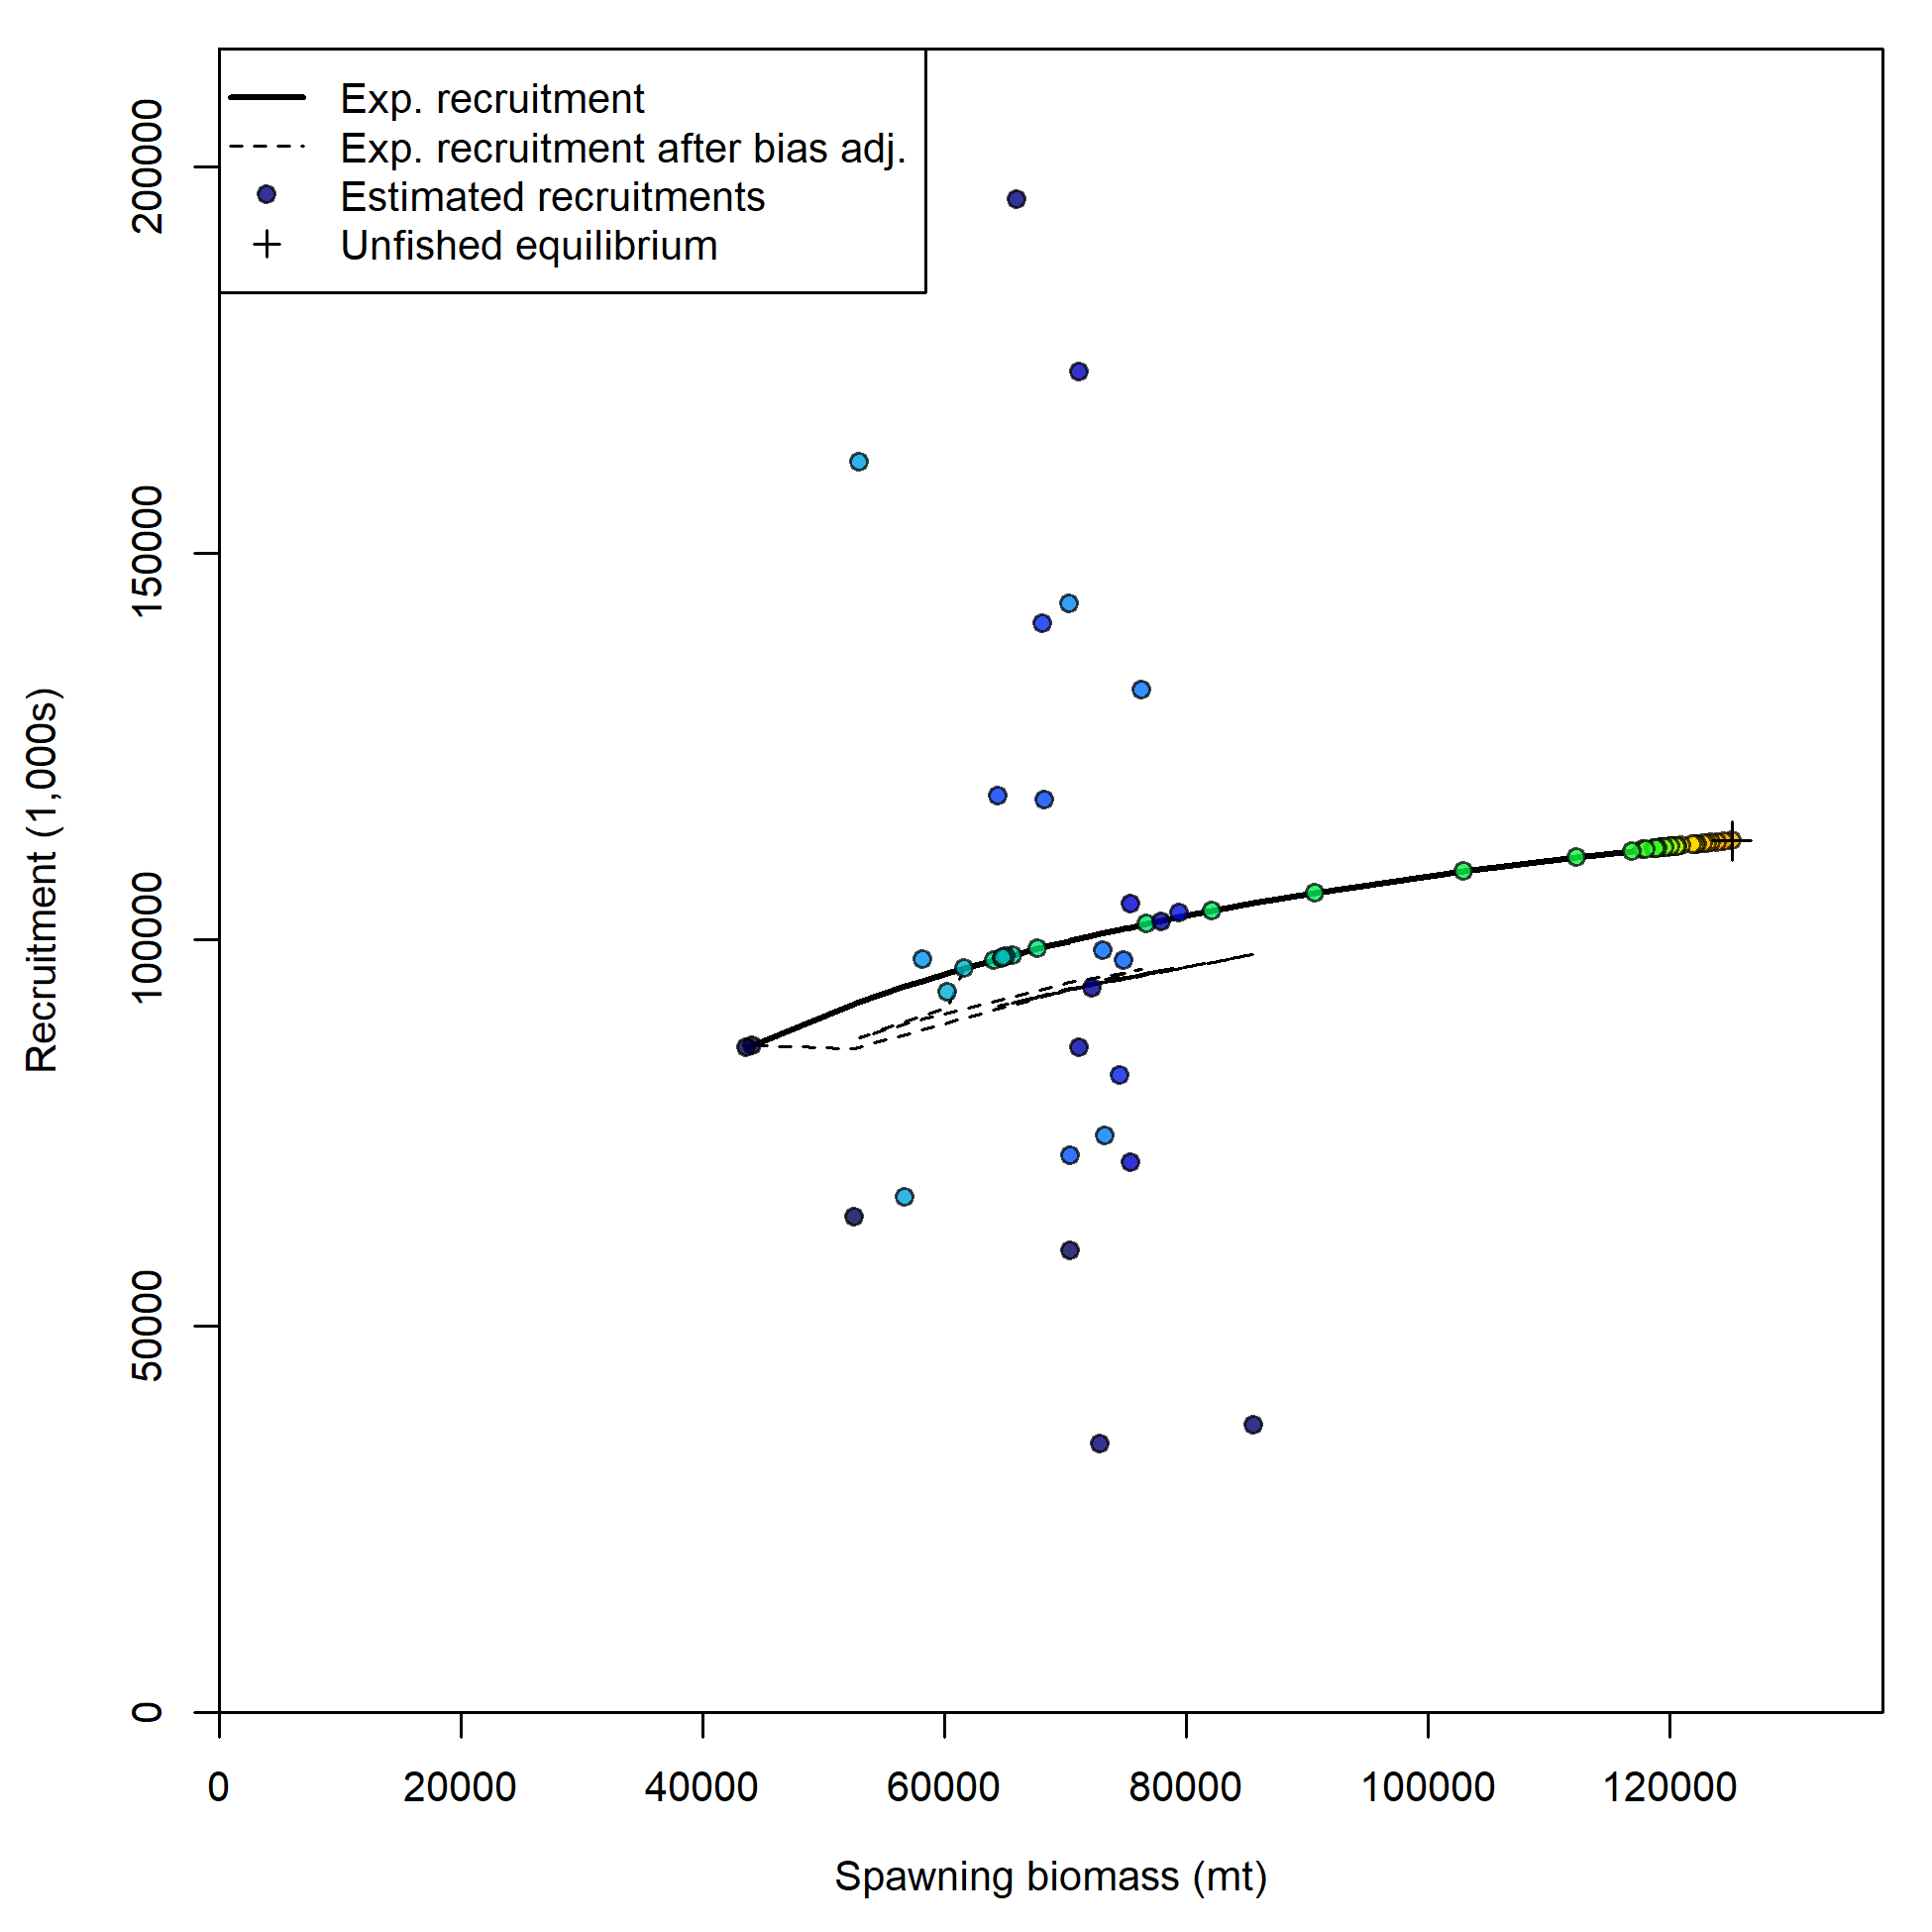 Exp. recruitment
Exp. recruitment after bias adj.
Estimated recruitments
Unfished equilibrium
200000
150000
100000
50000
0
Recruitment (1,000s)
0 20000 40000 60000 80000 100000 120000
Spawning biomass (mt)